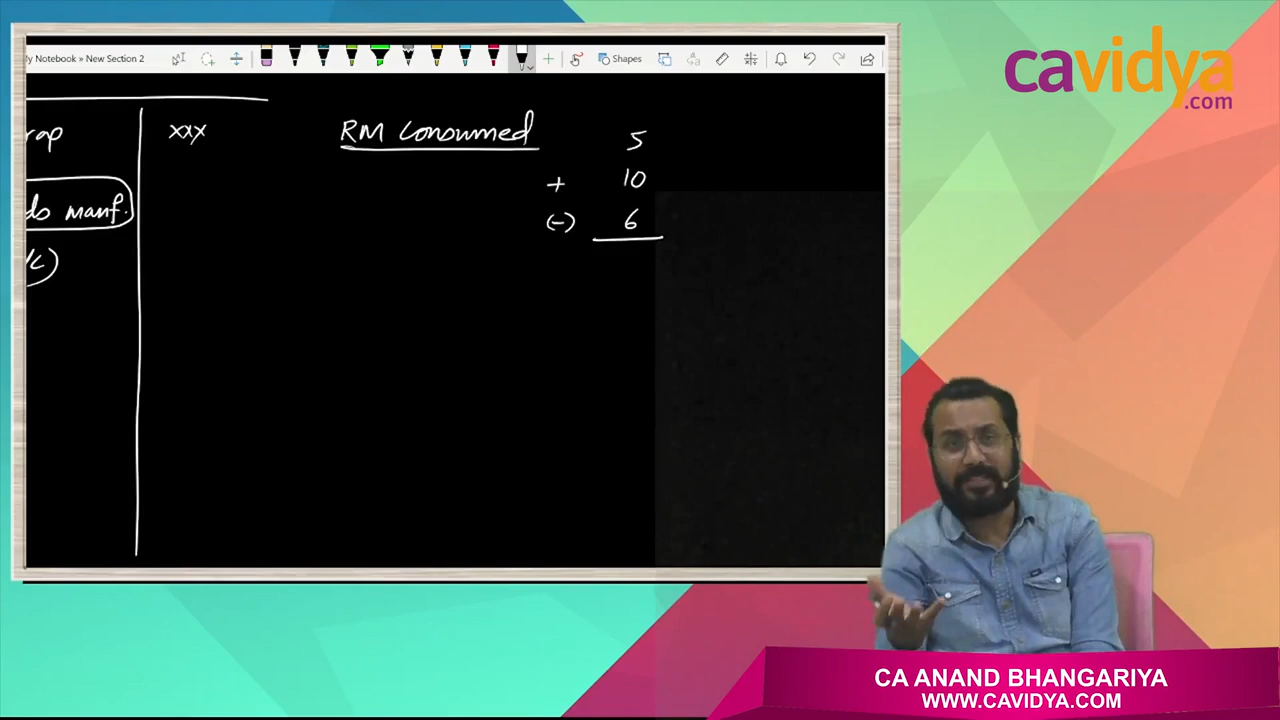 cavidya
.com
y Notebook » New Section 2
Shapes
rap
xxx
RM Consumed
5
+ 10
(-) 6
ds manf.
/c)
CA ANAND BHANGARIYA
WWW.CAVIDYA.COM